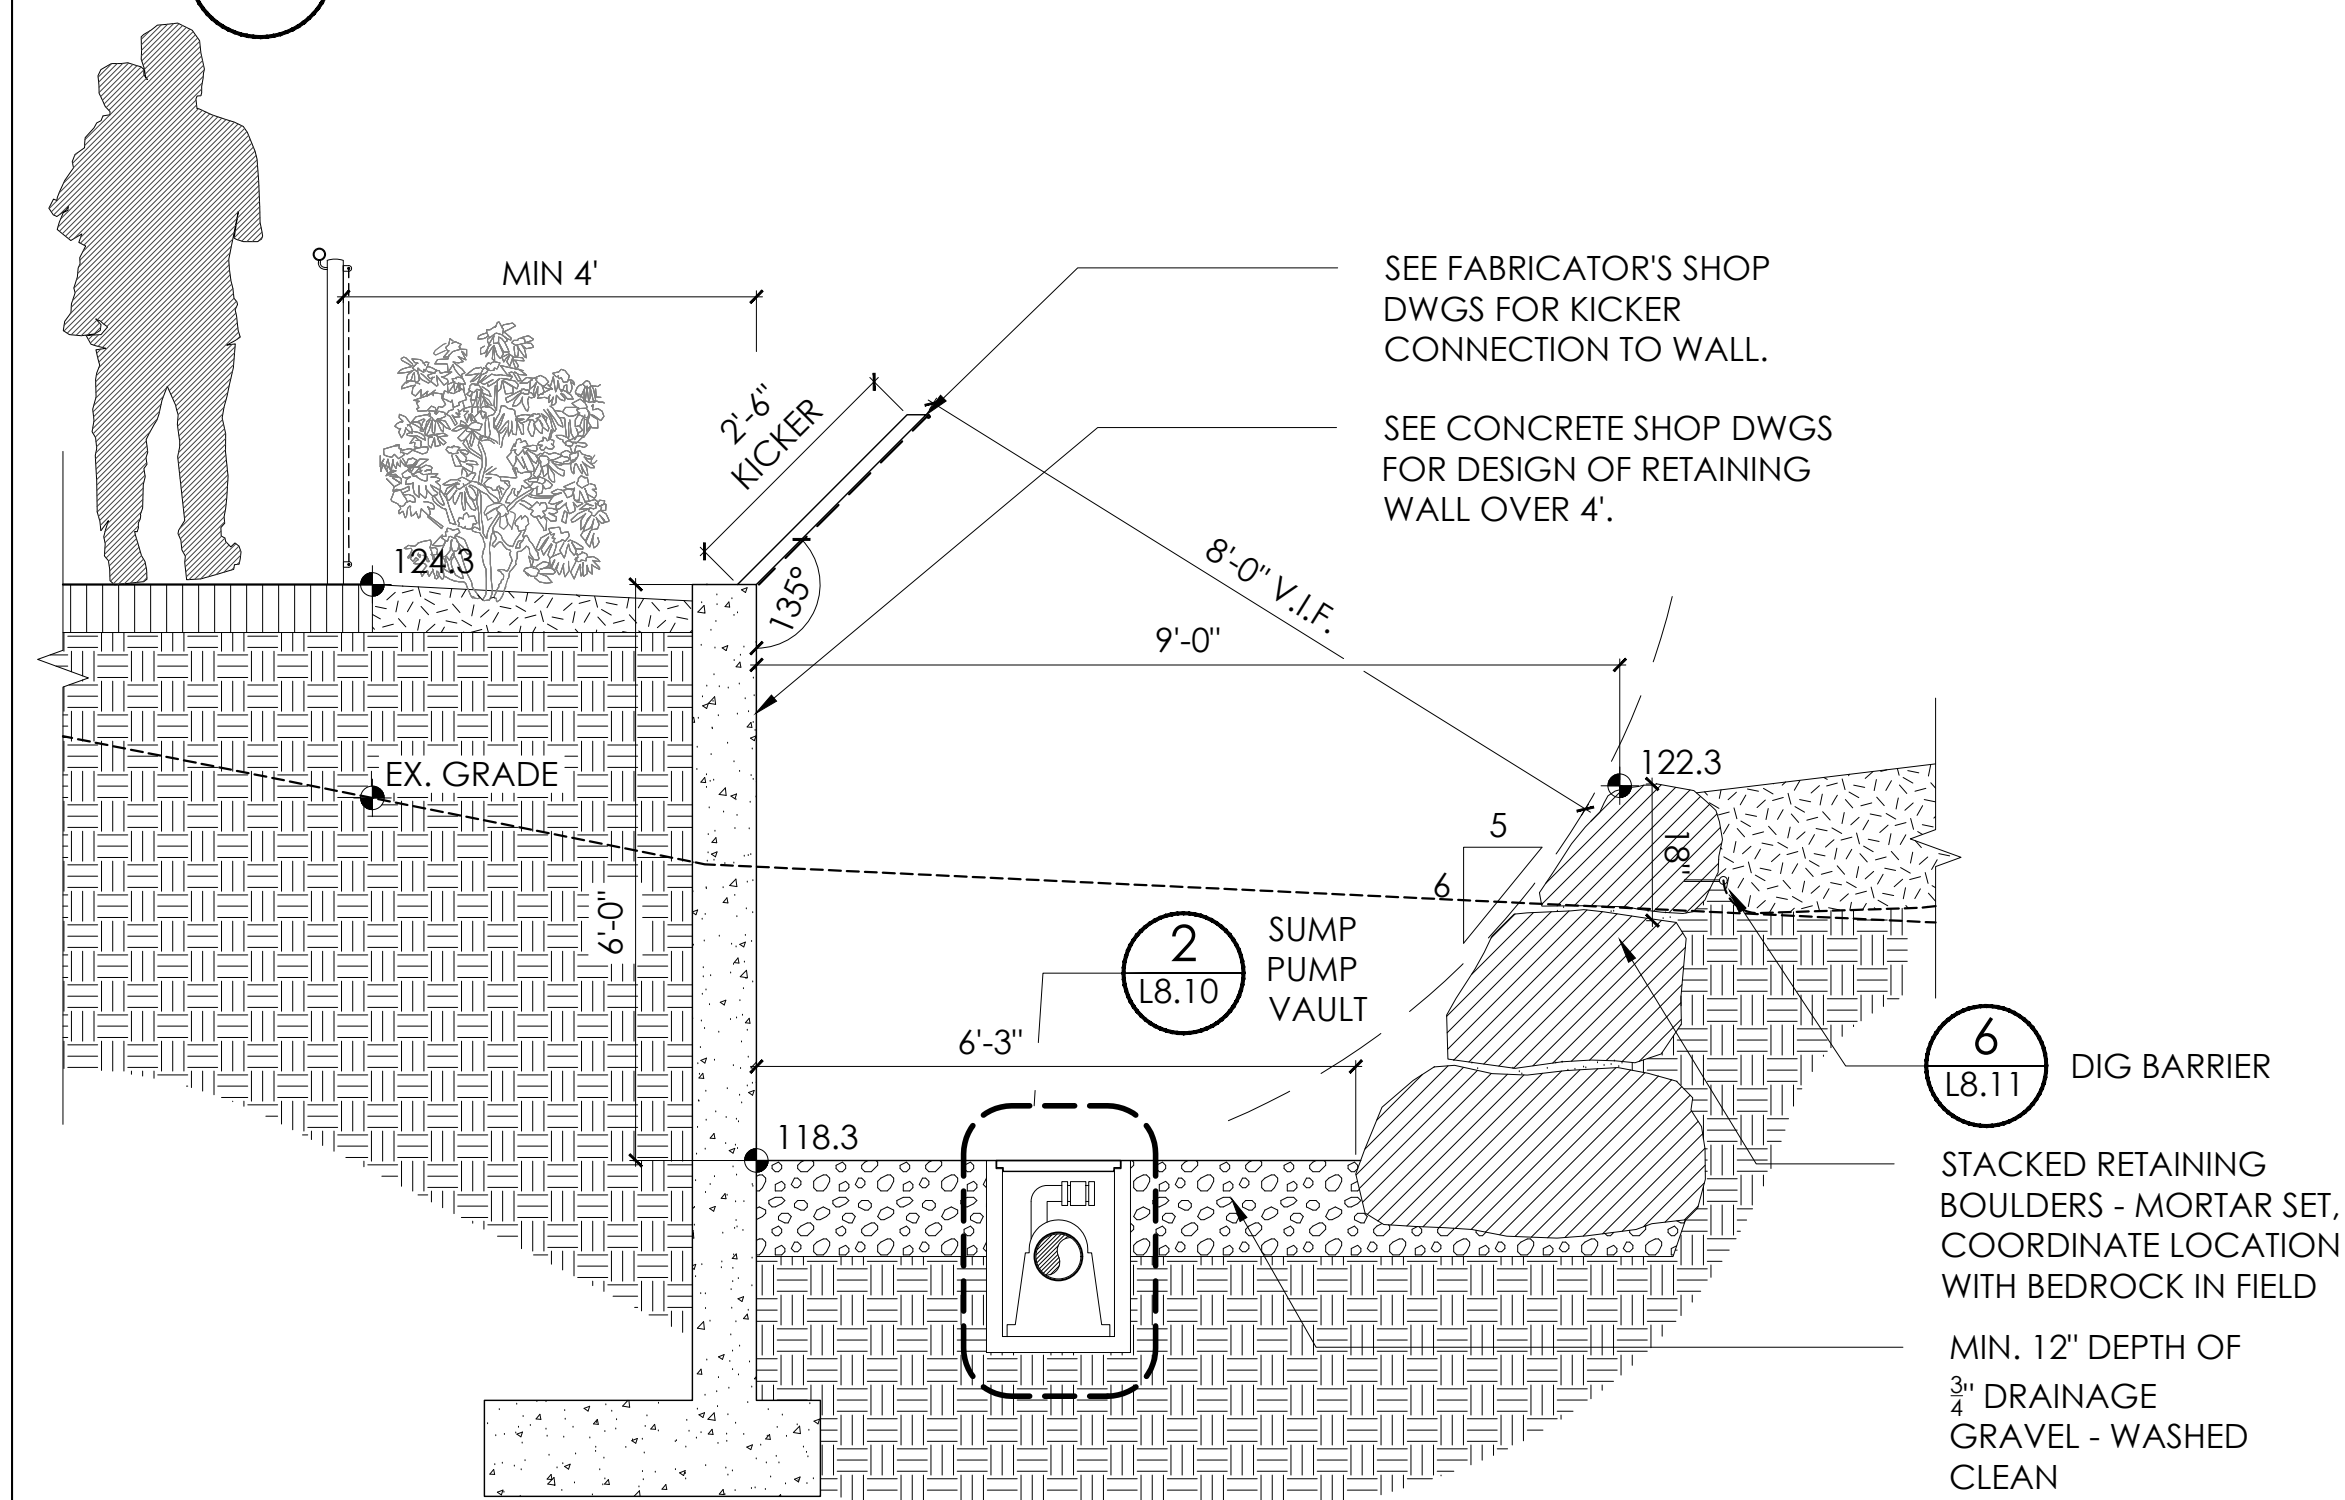 MIN 4'
SEE FABRICATOR'S SHOP
DWGS FOR KICKER
CONNECTION TO WALL.
2'-6"
KICKER
SEE CONCRETE SHOP DWGS
FOR DESIGN OF RETAINING
WALL OVER 4'.
124.3
135°
8'-0" V.I.F.
9'-0"
EX. GRADE
122.3
5
6
18"
6'-0"
2
L8.10
SUMP
PUMP
VAULT
6'-3"
6
L8.11
DIG BARRIER
118.3
STACKED RETAINING
BOULDERS - MORTAR SET,
COORDINATE LOCATION
WITH BEDROCK IN FIELD
MIN. 12" DEPTH OF
3/4" DRAINAGE
GRAVEL - WASHED
CLEAN